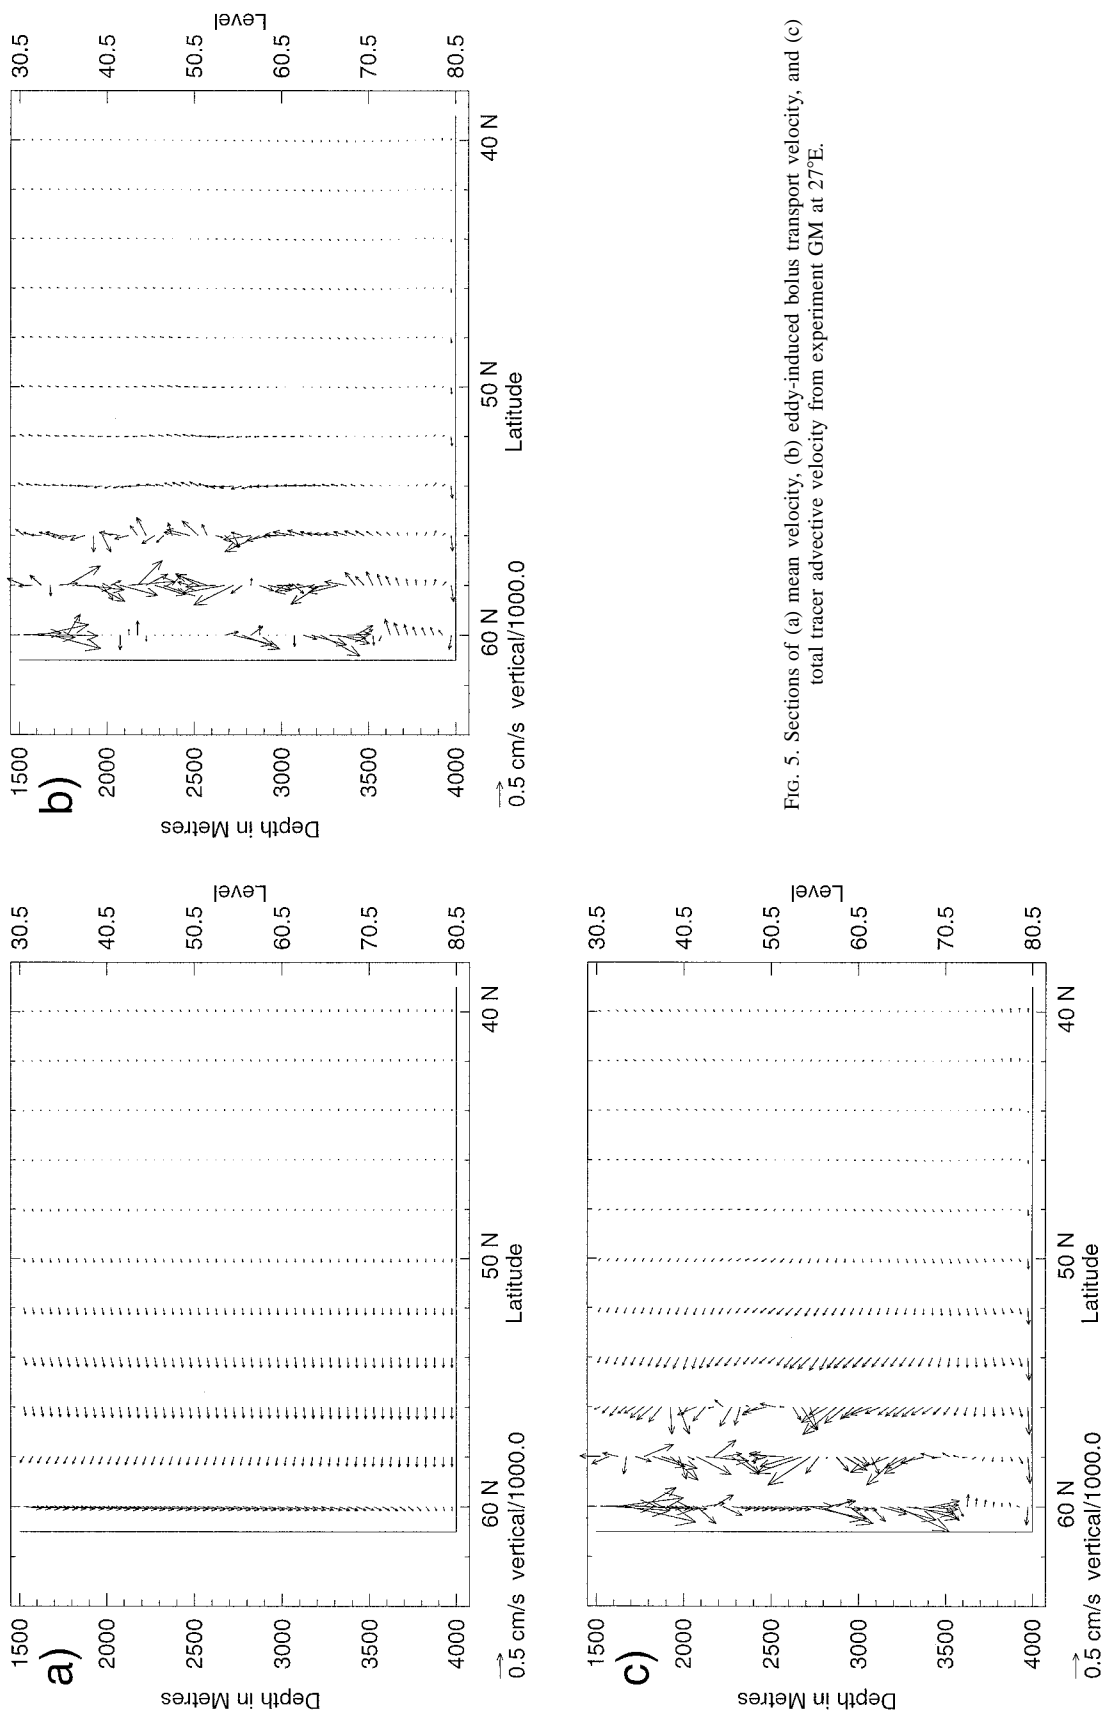 a)
Depth in Metres
1500
2000
2500
3000
3500
4000
Level
30.5
40.5
50.5
60.5
70.5
80.5
60 N
50 N
40 N
Latitude
0.5 cm/s vertical/1000.0
b)
Depth in Metres
1500
2000
2500
3000
3500
4000
Level
30.5
40.5
50.5
60.5
70.5
80.5
60 N
50 N
40 N
Latitude
0.5 cm/s vertical/1000.0
c)
Depth in Metres
1500
2000
2500
3000
3500
4000
Level
30.5
40.5
50.5
60.5
70.5
80.5
60 N
50 N
40 N
Latitude
0.5 cm/s vertical/1000.0
FIG. 5. Sections of (a) mean velocity, (b) eddy-induced bolus transport velocity, and (c)
total tracer advective velocity from experiment GM at 27°E.